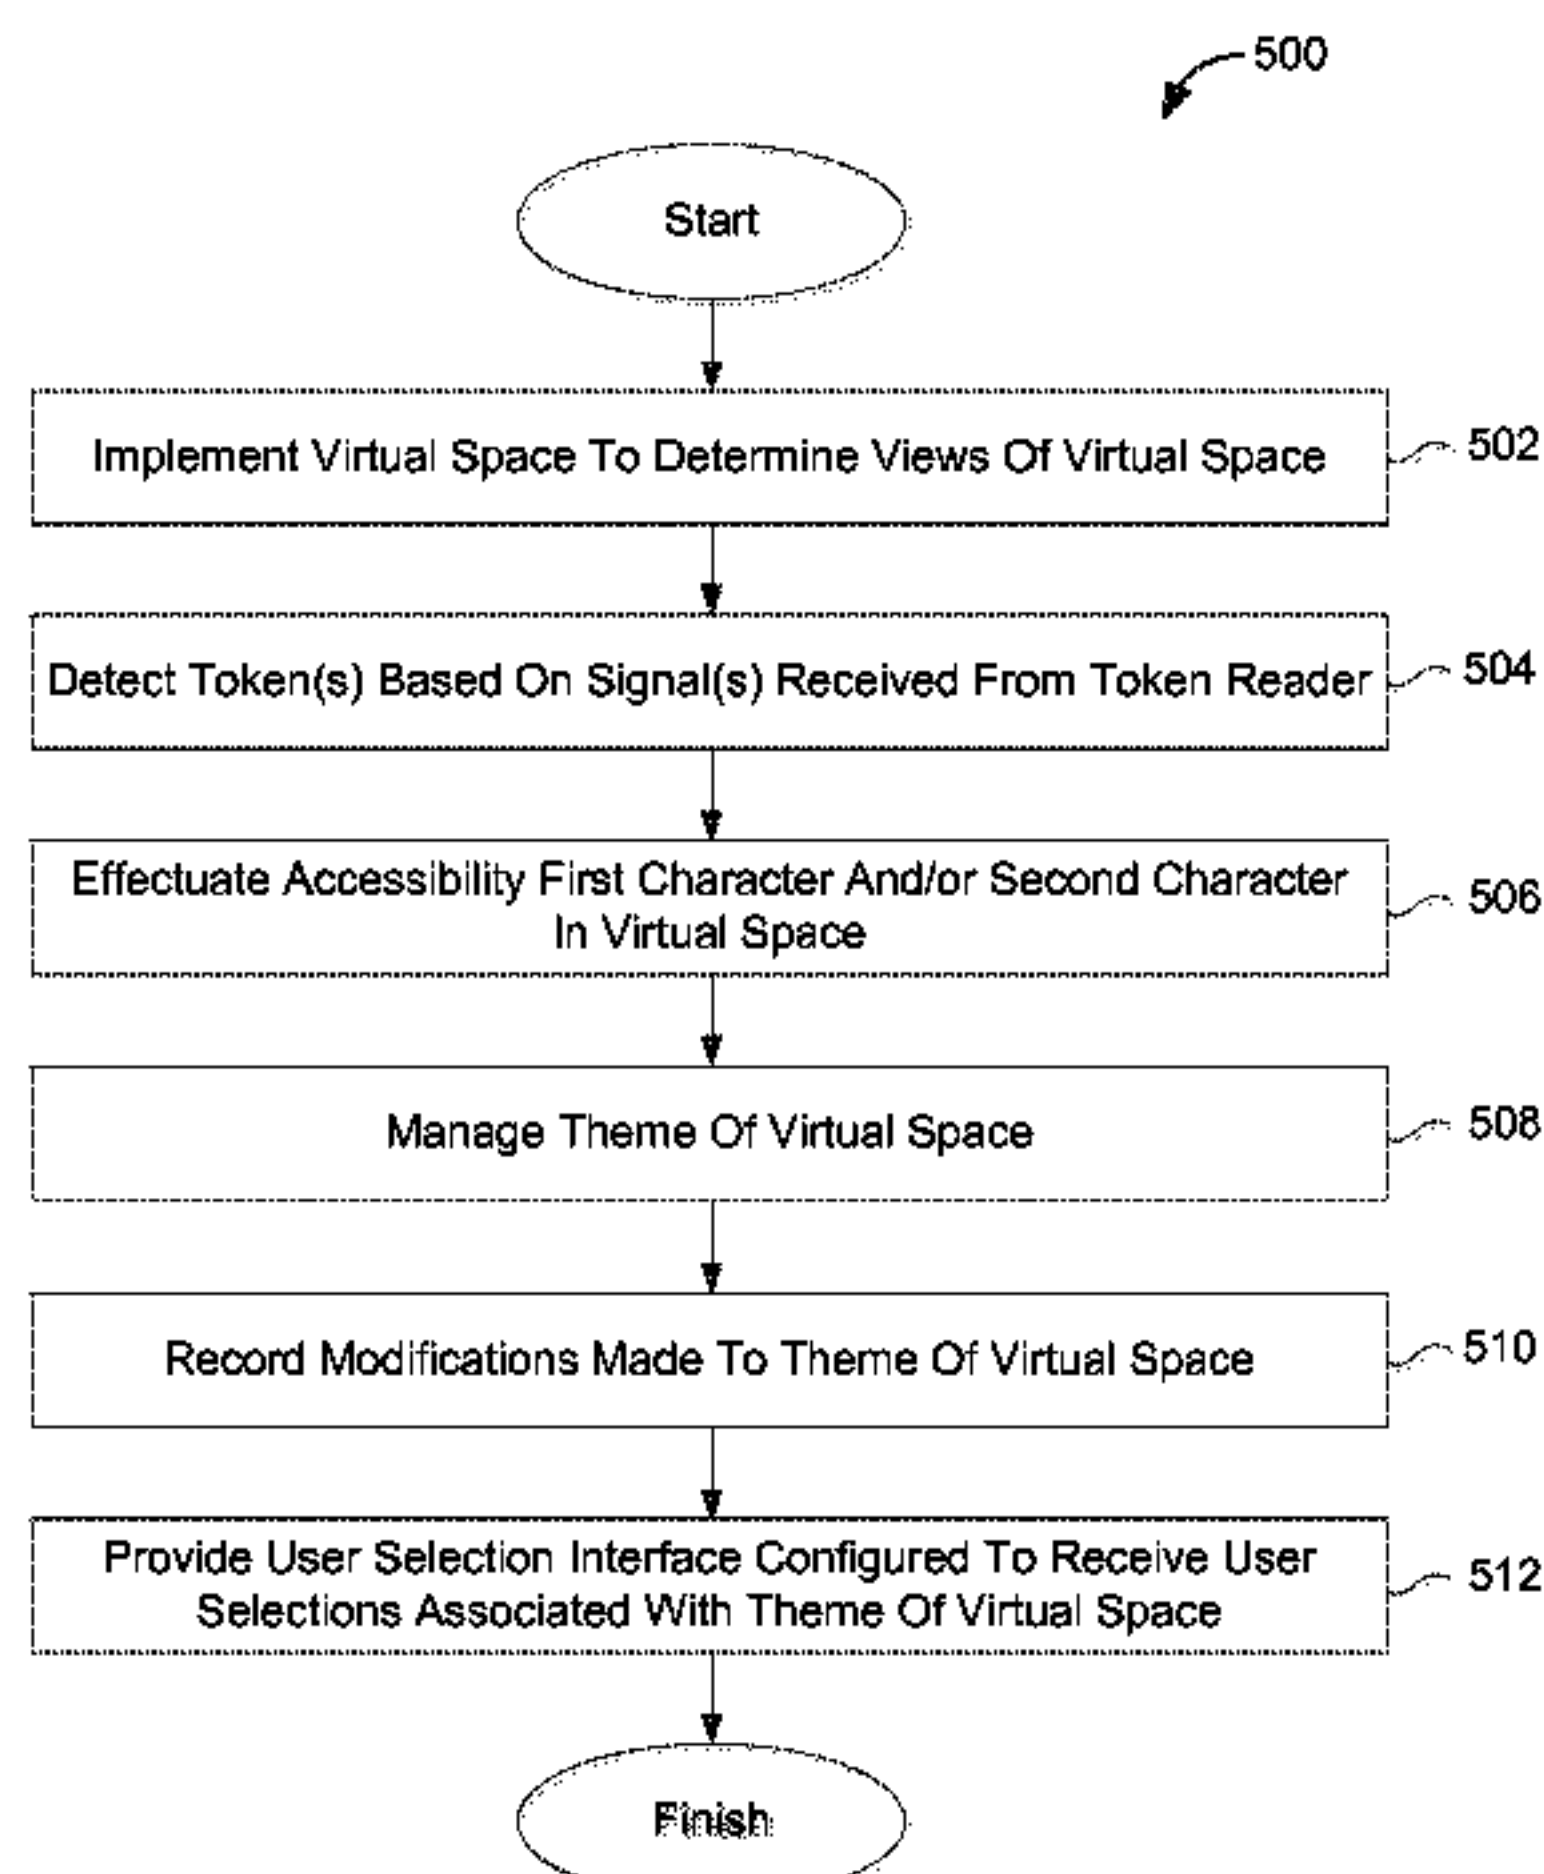 500
Start
Implement Virtual Space To Determine Views Of Virtual Space
502
Detect Token(s) Based On Signal(s) Received From Token Reader
504
Effectuate Accessibility First Character And/or Second Character
In Virtual Space
506
Manage Theme Of Virtual Space
508
Record Modifications Made To Theme Of Virtual Space
510
Provide User Selection Interface Configured To Receive User
Selections Associated With Theme Of Virtual Space
512
Finish